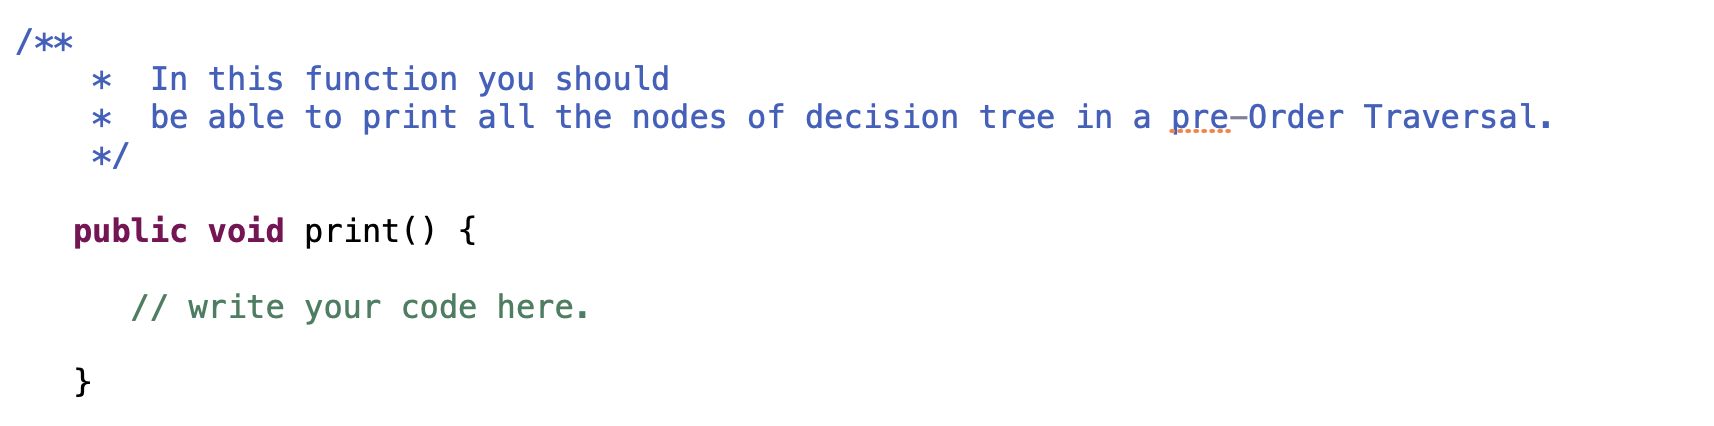 /**
* In this function you should
* be able to print all the nodes of decision tree in a pre-Order Traversal.
*/
public void print() {
// write your code here.
}